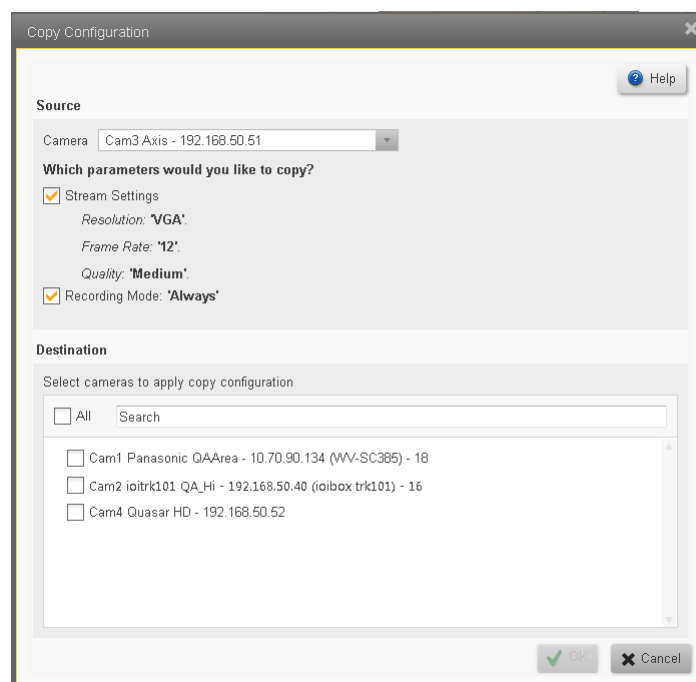 Copy Configuration
Help
Source
Camera Cam3 Axis - 192.168.50.51
Which parameters would you like to copy?
Stream Settings
Resolution: 'VGA'.
Frame Rate: '12'.
Quality: 'Medium'.
Recording Mode: 'Always'
Destination
Select cameras to apply copy configuration
All Search
Cam1 Panasonic QAArea - 10.70.90.134 (WV-SC385) - 18
Cam2 ioitrk101 QA_Hi - 192.168.50.40 (ioibox trk101) - 16
Cam4 Quasar HD - 192.168.50.52
OK Cancel